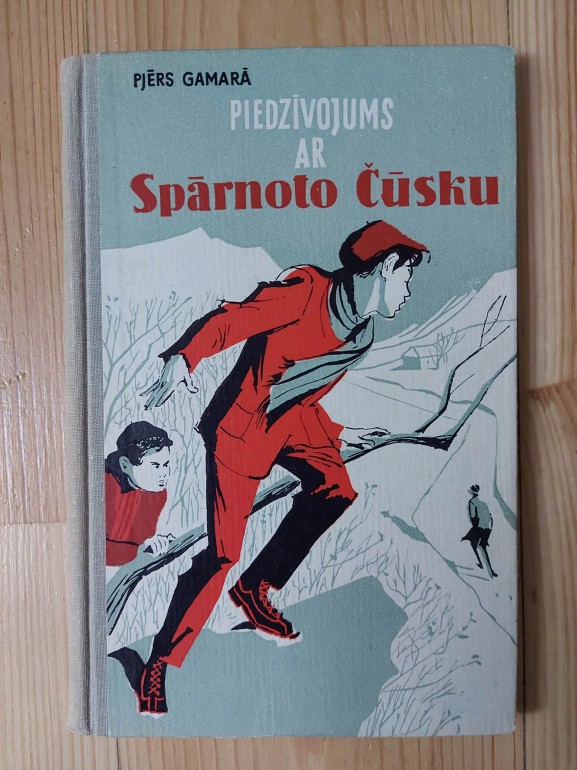 PJĒRS GAMARĀ
PIEDZĪVOJUMS
AR
Spārnoto Čūsku